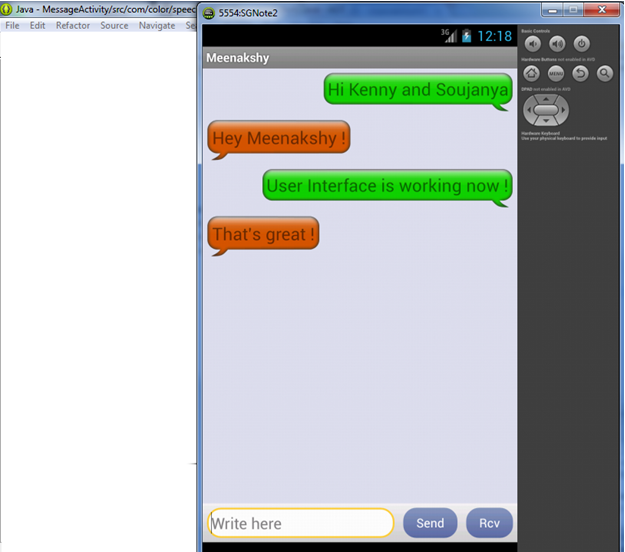 Java - MessageActivity/src/com/color/speec
File Edit Refactor Source Navigate Se
5554:SGNote2
3G 12:18
Meenakshy
Hi Kenny and Soujanya
Hey Meenakshy !
User Interface is working now !
That's great !
Write here
Send
Rcv
Basic Controls
Hardware Buttons not enabled in AVD
MENU
DPAD not enabled in AVD
Hardware Keyboard
Use your physical keyboard to provide input